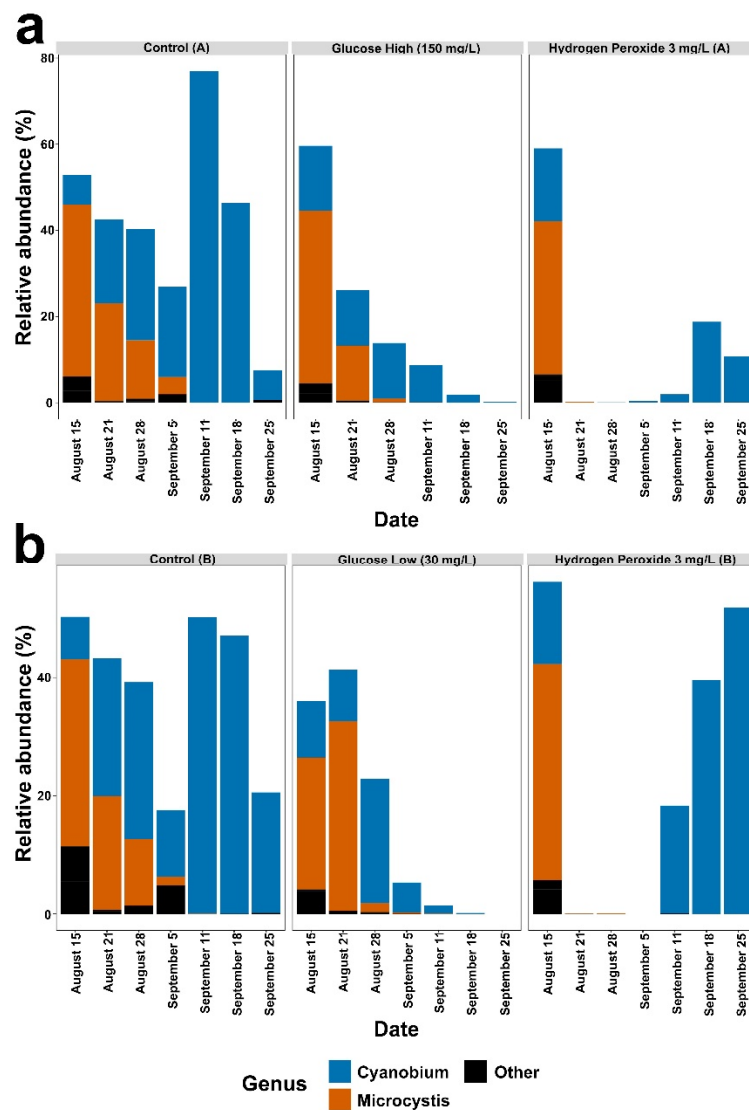 a
Control (A)
Glucose High (150 mg/L)
Hydrogen Peroxide 3 mg/L (A)
Relative abundance (%)
80
60
40
20
0
August 15
August 21
August 28
September 5
September 11
September 18
September 25
August 15
August 21
August 28
September 11
September 18
September 25
August 15
August 21
August 28
September 5
September 11
September 18
September 25
Date
b
Control (B)
Glucose Low (30 mg/L)
Hydrogen Peroxide 3 mg/L (B)
Relative abundance (%)
40
20
0
August 15
August 21
August 28
September 5
September 11
September 18
September 25
August 15
August 21
August 28
September 5
September 11
September 18
September 25
August 15
August 21
August 28
September 5
September 11
September 18
September 25
Date
Genus
Cyanobium
Other
Microcystis